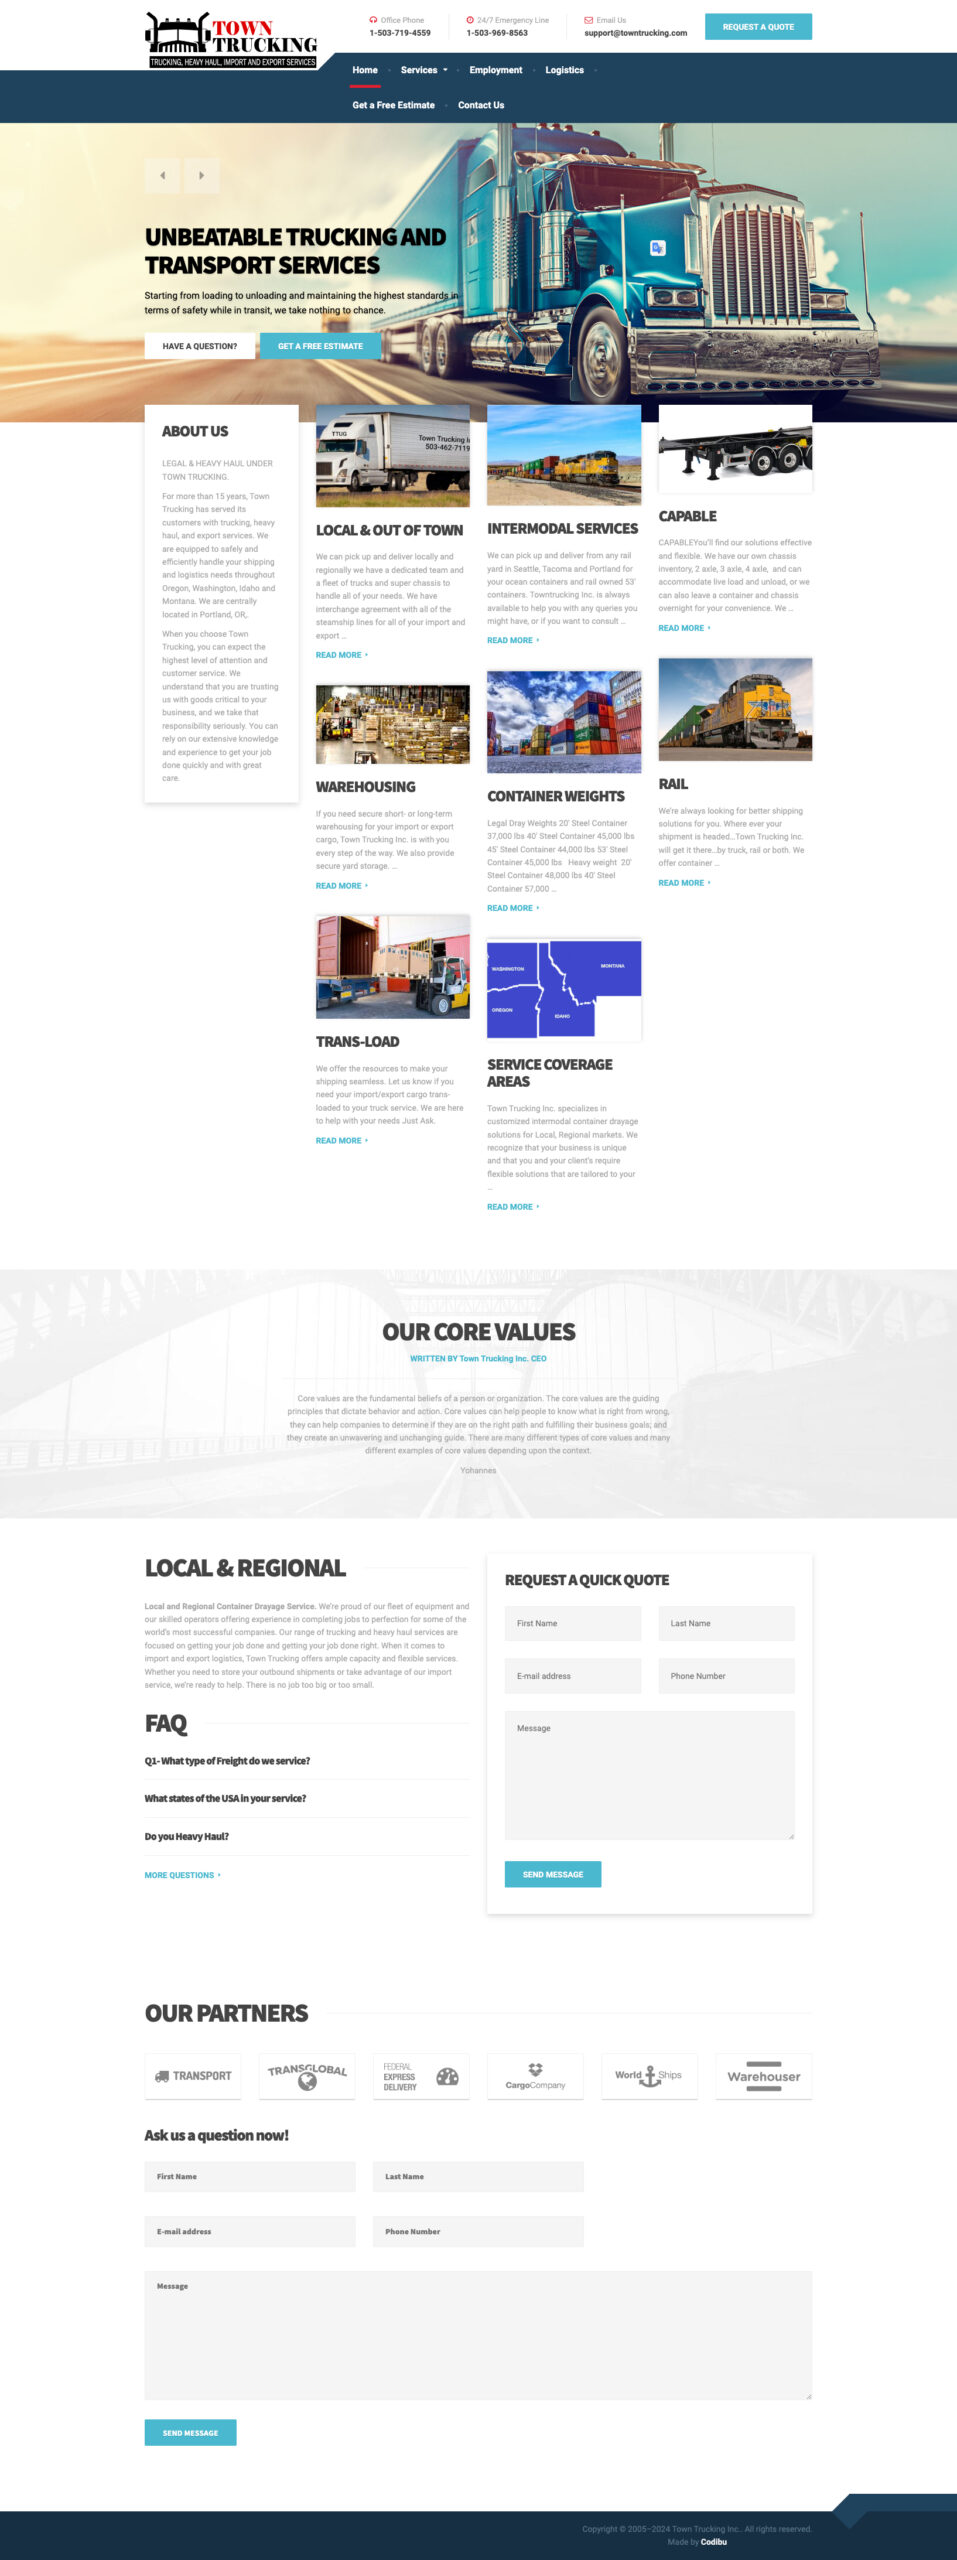 TOWN
TRUCKING
TRUCKING, HEAVY HAUL, IMPORT AND EXPORT SERVICES
Office Phone
1-503-719-4559
24/7 Emergency Line
1-503-969-8563
Email Us
support@towntrucking.com
REQUEST A QUOTE
Home
Services
Employment
Logistics
Get a Free Estimate
Contact Us
UNBEATABLE TRUCKING AND
TRANSPORT SERVICES
Starting from loading to unloading and maintaining the highest standards in
terms of safety while in transit, we take nothing to chance.
HAVE A QUESTION?
GET A FREE ESTIMATE
ABOUT US
LEGAL & HEAVY HAUL UNDER
TOWN TRUCKING.
For more than 15 years, Town
Trucking has served its
customers with trucking, heavy
haul, and export services. We
are equipped to safely and
efficiently handle your shipping
and logistics needs throughout
Oregon, Washington, Idaho and
Montana. We are centrally
located in Portland, OR,.
When you choose Town
Trucking, you can expect the
highest level of attention and
customer service. We
understand that you are trusting
us with goods critical to your
business, and we take that
responsibility seriously. You can
rely on our extensive knowledge
and experience to get your job
done quickly and with great
care.
TTUG
Town Trucking I
503-462-7119
LOCAL & OUT OF TOWN
We can pick up and deliver locally and
regionally we have a dedicated team and
a fleet of trucks and super chassis to
handle all of your needs. We have
interchange agreement with all of the
steamship lines for all of your import and
export ...
READ MORE
WAREHOUSING
If you need secure short- or long-term
warehousing for your import or export
cargo, Town Trucking Inc. is with you
every step of the way. We also provide
secure yard storage. ...
READ MORE
TRANS-LOAD
We offer the resources to make your
shipping seamless. Let us know if you
need your import/export cargo trans-
loaded to your truck service. We are here
to help with your needs Just Ask.
READ MORE
INTERMODAL SERVICES
We can pick up and deliver from any rail
yard in Seattle, Tacoma and Portland for
your ocean containers and rail owned 53'
containers. Towntrucking Inc. is always
available to help you with any queries you
might have, or if you want to consult ...
READ MORE
CONTAINER WEIGHTS
Legal Dray Weights 20' Steel Container
37,000 lbs 40' Steel Container 45,000 lbs
45' Steel Container 44,000 lbs 53' Steel
Container 45,000 lbs   Heavy weight  20'
Steel Container 48,000 lbs 40' Steel
Container 57,000 ...
READ MORE
WASHINGTON
MONTANA
OREGON
IDAHO
SERVICE COVERAGE
AREAS
Town Trucking Inc. specializes in
customized intermodal container drayage
solutions for Local, Regional markets. We
recognize that your business is unique
and that you and your client's require
flexible solutions that are tailored to your
...
READ MORE
CAPABLE
CAPABLEYou'll find our solutions effective
and flexible. We have our own chassis
inventory, 2 axle, 3 axle, 4 axle,  and can
accommodate live load and unload, or we
can also leave a container and chassis
overnight for your convenience. We ...
READ MORE
RAIL
We're always looking for better shipping
solutions for you. Where ever your
shipment is headed...Town Trucking Inc.
will get it there...by truck, rail or both. We
offer container ...
READ MORE
OUR CORE VALUES
WRITTEN BY Town Trucking Inc. CEO
Core values are the fundamental beliefs of a person or organization. The core values are the guiding
principles that dictate behavior and action. Core values can help people to know what is right from wrong,
they can help companies to determine if they are on the right path and fulfilling their business goals; and
they create an unwavering and unchanging guide. There are many different types of core values and many
different examples of core values depending upon the context.
Yohannes
LOCAL & REGIONAL
Local and Regional Container Drayage Service. We're proud of our fleet of equipment and
our skilled operators offering experience in completing jobs to perfection for some of the
world's most successful companies. Our range of trucking and heavy haul services are
focused on getting your job done and getting your job done right. When it comes to
import and export logistics, Town Trucking offers ample capacity and flexible services.
Whether you need to store your outbound shipments or take advantage of our import
service, we're ready to help. There is no job too big or too small.
FAQ
Q1- What type of Freight do we service?
What states of the USA in your service?
Do you Heavy Haul?
MORE QUESTIONS
REQUEST A QUICK QUOTE
First Name
Last Name
E-mail address
Phone Number
Message
SEND MESSAGE
OUR PARTNERS
TRANSPORT
TRANSGLOBAL
FEDERAL
EXPRESS
DELIVERY
CargoCompany
World Ships
Warehouser
Ask us a question now!
First Name
Last Name
E-mail address
Phone Number
Message
SEND MESSAGE
Copyright © 2005–2024 Town Trucking Inc.. All rights reserved.
Made by Codibu